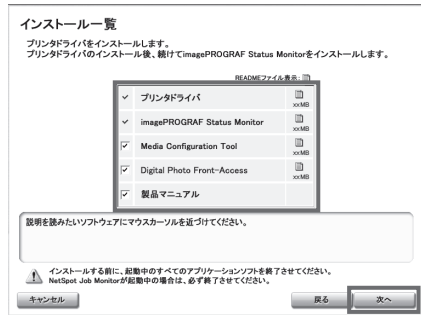 インストール一覧
プリンタドライバをインストールします。
プリンタドライバのインストール後、続けてimagePROGRAF Status Monitorをインストールします。
READMEファイル表示:
プリンタドライバ
xx:MB
imagePROGRAF Status Monitor
xx:MB
Media Configuration Tool
xx:MB
Digital Photo Front-Access
xx:MB
製品マニュアル
説明を読みたいソフトウェアにマウスカーソルを近づけてください。
インストールする前に、起動中のすべてのアプリケーションソフトを終了させてください。
NetSpot Job Monitorが起動中の場合は、必ず終了させてください。
キャンセル 戻る 次へ